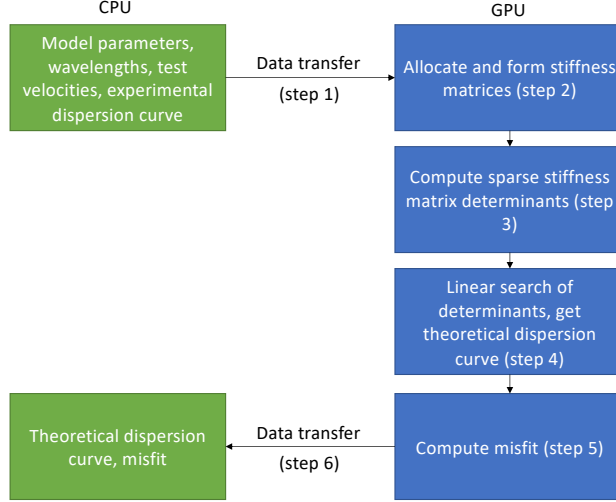 CPU
GPU
Model parameters,
wavelengths, test
velocities, experimental
dispersion curve
Data transfer
(step 1)
Allocate and form stiffness
matrices (step 2)
Compute sparse stiffness
matrix determinants (step
3)
Linear search of
determinants, get
theoretical dispersion
curve (step 4)
Theoretical dispersion
curve, misfit
Data transfer
(step 6)
Compute misfit (step 5)